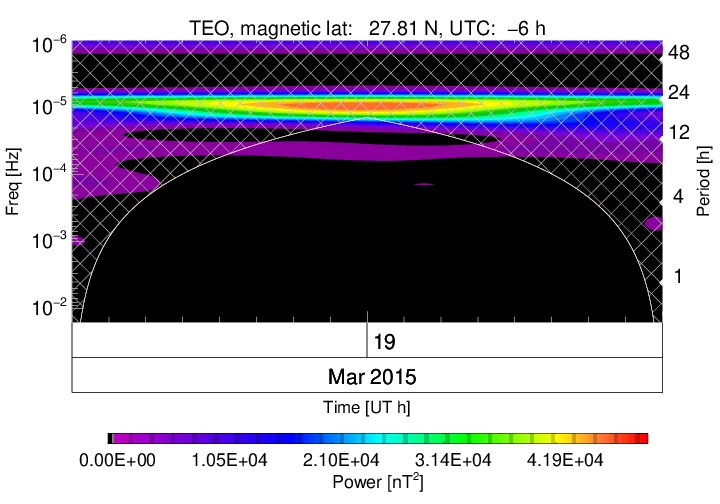 TEO, magnetic lat: 27.81 N, UTC: −6 h
10⁻⁶
10⁻⁵
10⁻⁴
10⁻³
10⁻²
Freq [Hz]
48
24
12
4
1
Period [h]
19
Mar 2015
Time [UT h]
0.00E+00 1.05E+04 2.10E+04 3.14E+04 4.19E+04
Power [nT²]